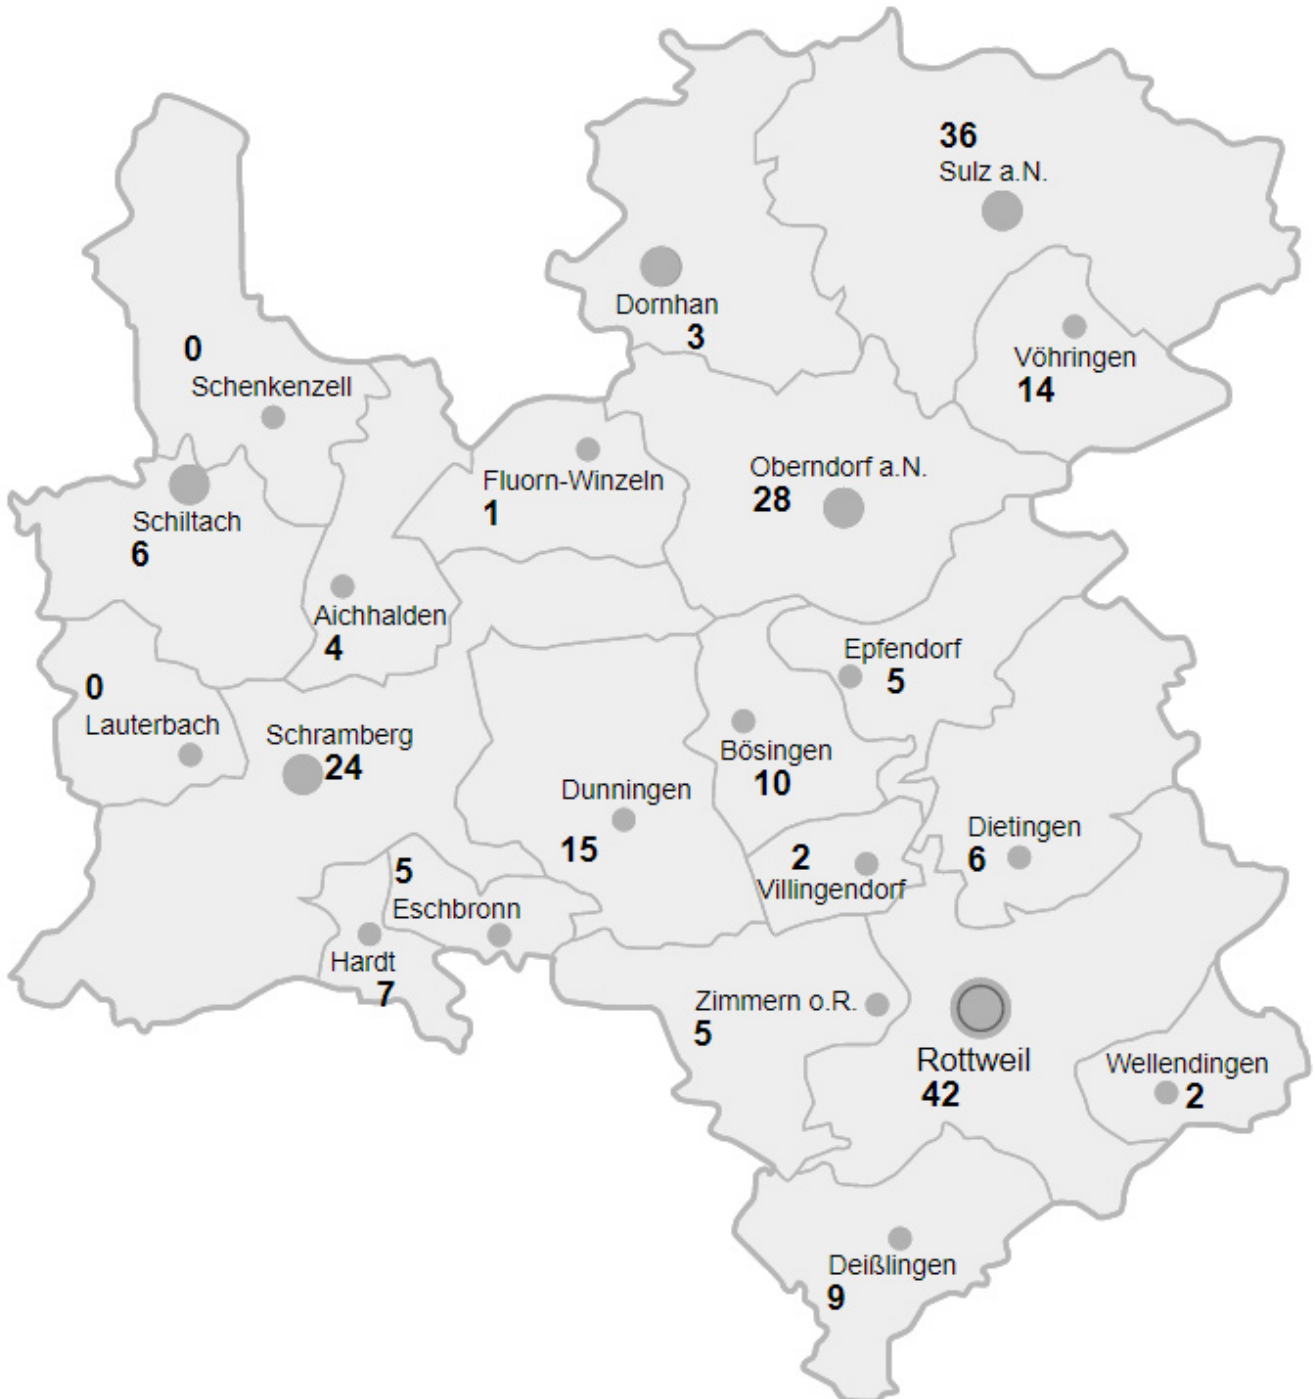 36
Sulz a.N.
Dornhan
3
0
Schenkenzell
Vöhringen
14
Fluorn-Winzeln
1
Oberndorf a.N.
28
Schiltach
6
Aichhalden
4
Epfendorf
5
0
Lauterbach
Schramberg
24
Bösingen
10
Dunningen
15
Dietingen
6
2
Villingendorf
5
Eschbronn
Hardt
7
Zimmern o.R.
5
Rottweil
42
Wellendingen
2
Deißlingen
9